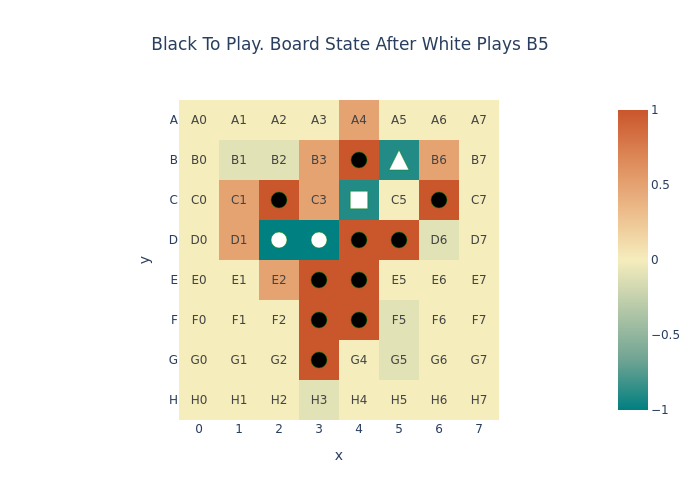 Black To Play. Board State After White Plays B5
A A0 A1 A2 A3 A4 A5 A6 A7
B B0 B1 B2 B3 B6 B7
C C0 C1 C3 C5 C7
D D0 D1 D6 D7
E E0 E1 E2 E5 E6 E7
F F0 F1 F2 F5 F6 F7
G G0 G1 G2 G4 G5 G6 G7
H H0 H1 H2 H3 H4 H5 H6 H7
0 1 2 3 4 5 6 7
x
y
1
0.5
0
−0.5
−1